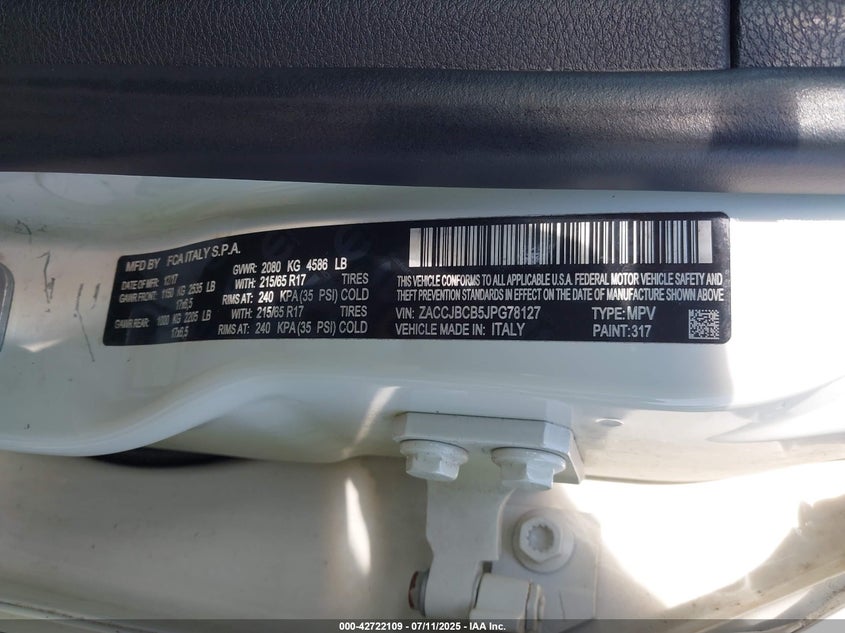 MFD BY FCA ITALY S.P.A.
DATE OF MFR 12/17 GVWR: 2080 KG 4586 LB
GAWR FRONT: 1150 KG 2535 LB WITH: 215/65 R17 TIRES
17x6,5 RIMS AT: 240 KPA(35 PSI) COLD
GAWR REAR: 1000 KG 2205 LB WITH: 215/65 R17 TIRES
17x6,5 RIMS AT: 240 KPA(35 PSI) COLD
THIS VEHICLE CONFORMS TO ALL APPLICABLE U.S.A. FEDERAL MOTOR VEHICLE SAFETY AND
THEFT PREVENTION STANDARDS IN EFFECT ON THE DATE OF MANUFACTURE SHOWN ABOVE.
VIN: ZACCJBCB5JPG78127 TYPE: MPV
VEHICLE MADE IN: ITALY PAINT: 317
000-42722109 - 07/11/2025 - IAA Inc.